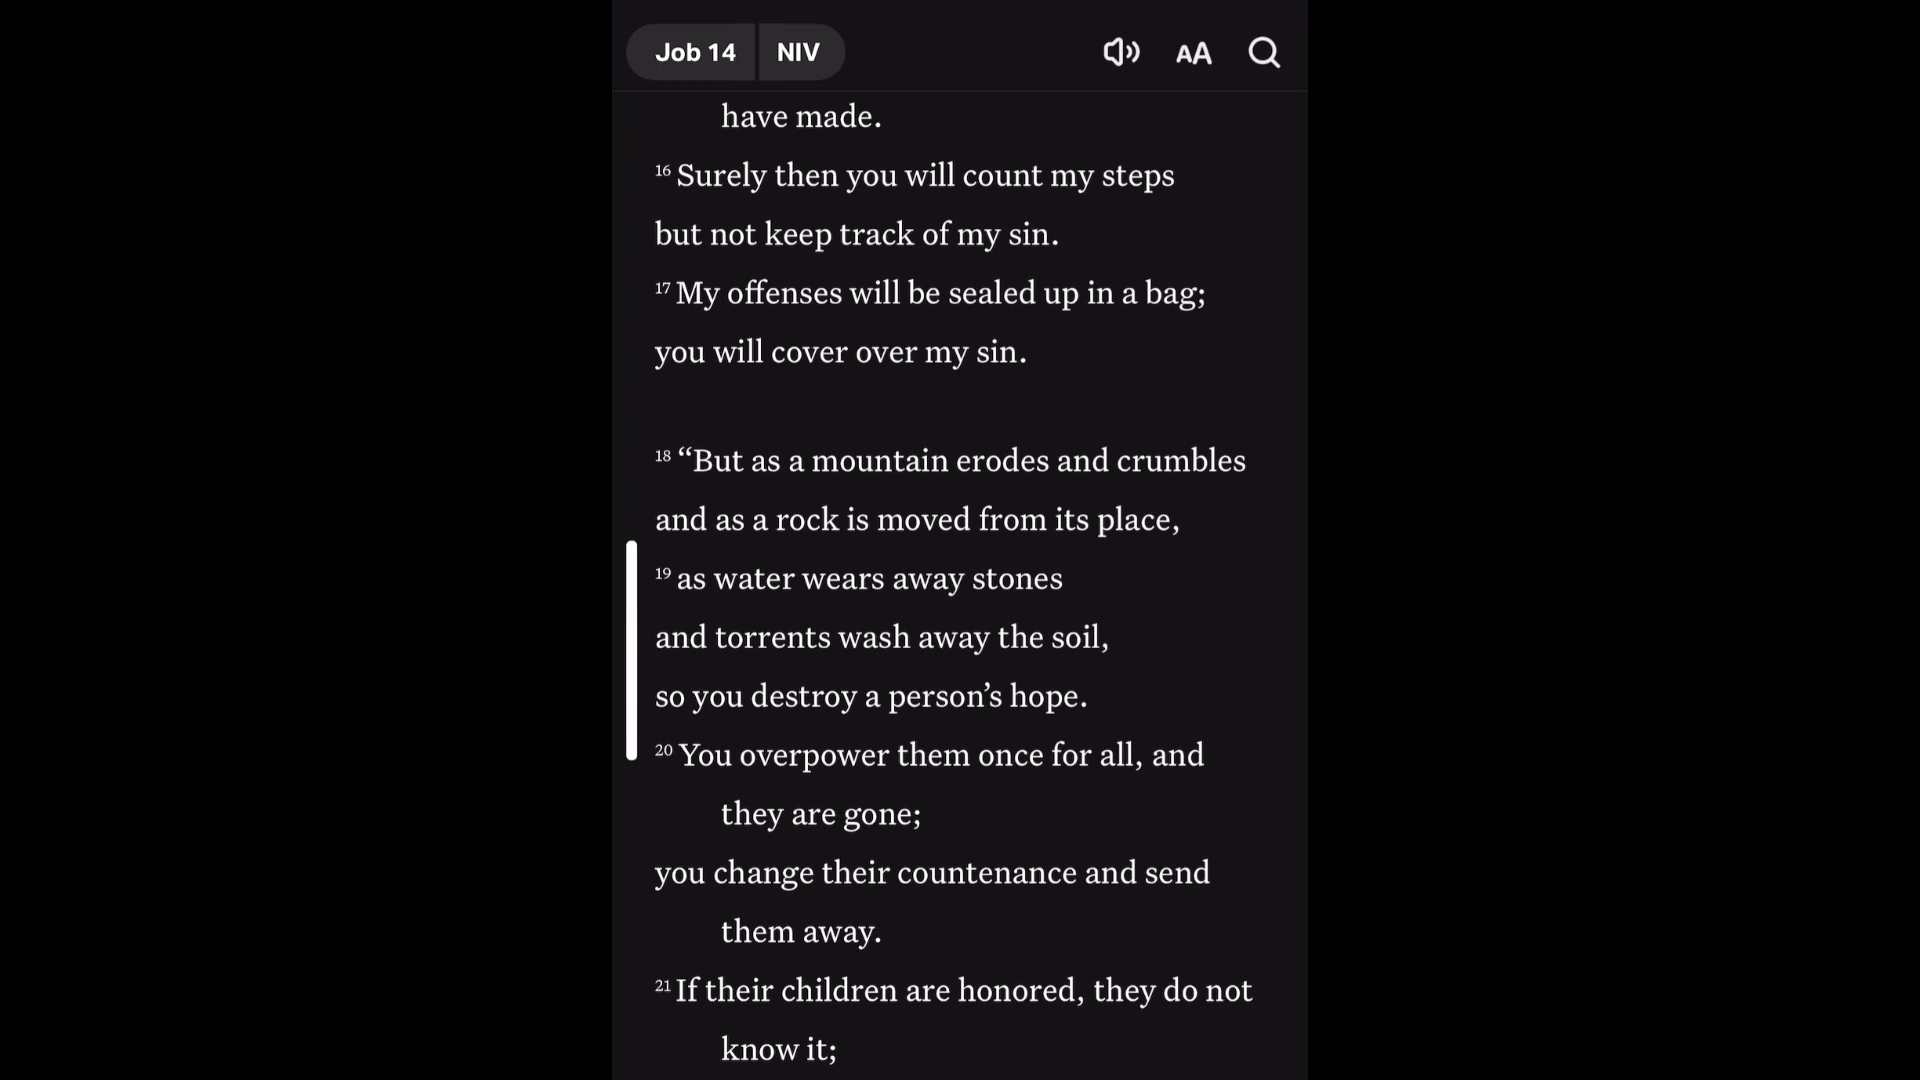 Job 14 NIV AA
have made.
16 Surely then you will count my steps
but not keep track of my sin.
17 My offenses will be sealed up in a bag;
you will cover over my sin.
18 “But as a mountain erodes and crumbles
and as a rock is moved from its place,
19 as water wears away stones
and torrents wash away the soil,
so you destroy a person’s hope.
20 You overpower them once for all, and
they are gone;
you change their countenance and send
them away.
21 If their children are honored, they do not
know it;